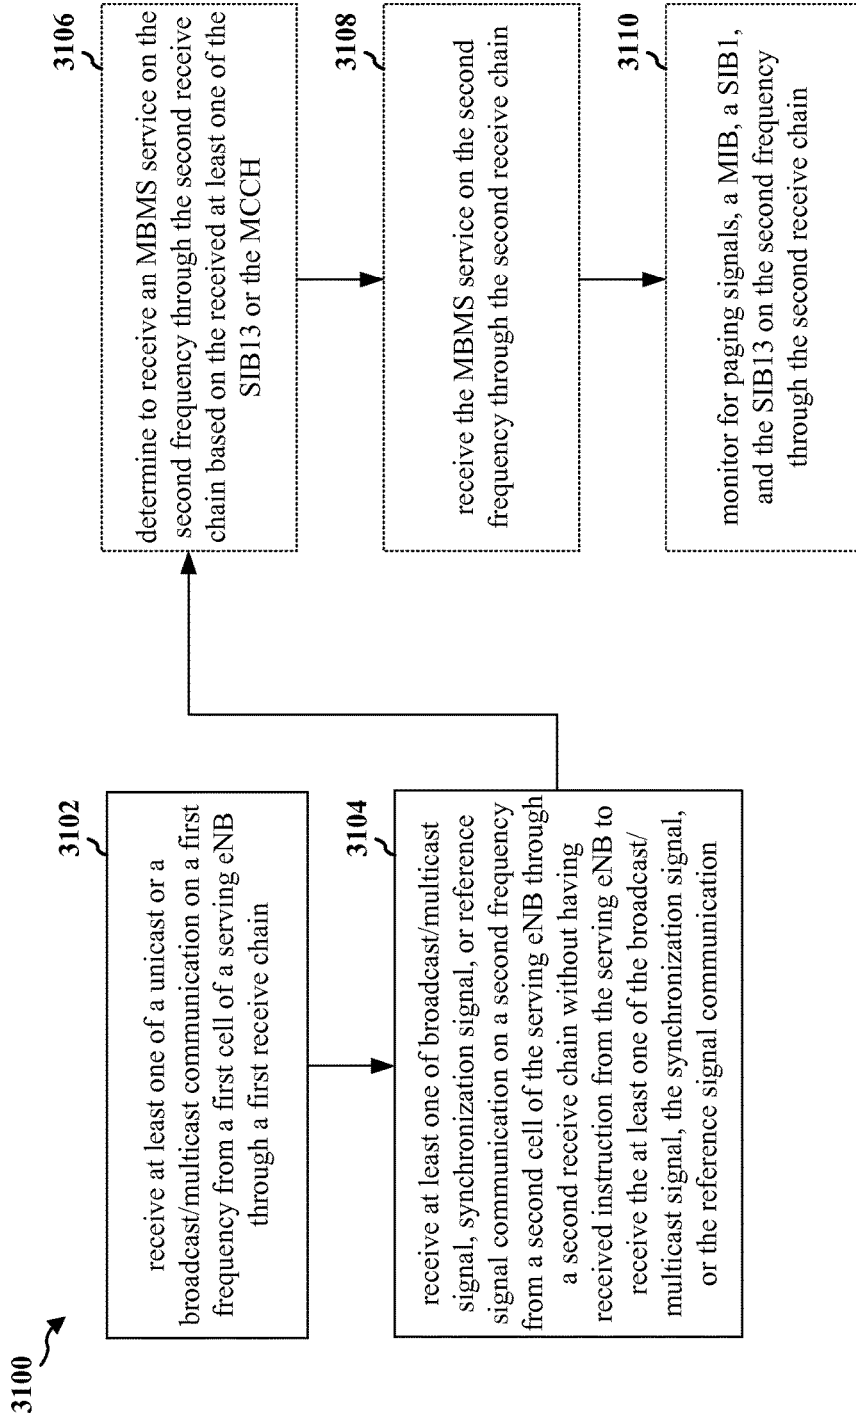 3100
3102
receive at least one of a unicast or a
broadcast/multicast communication on a first
frequency from a first cell of a serving eNB
through a first receive chain
3104
receive at least one of broadcast/multicast
signal, synchronization signal, or reference
signal communication on a second frequency
from a second cell of the serving eNB through
a second receive chain without having
received instruction from the serving eNB to
receive the at least one of the broadcast/
multicast signal, the synchronization signal,
or the reference signal communication
3106
determine to receive an MBMS service on the
second frequency through the second receive
chain based on the received at least one of the
SIB13 or the MCCH
3108
receive the MBMS service on the second
frequency through the second receive chain
3110
monitor for paging signals, a MIB, a SIB1,
and the SIB13 on the second frequency
through the second receive chain